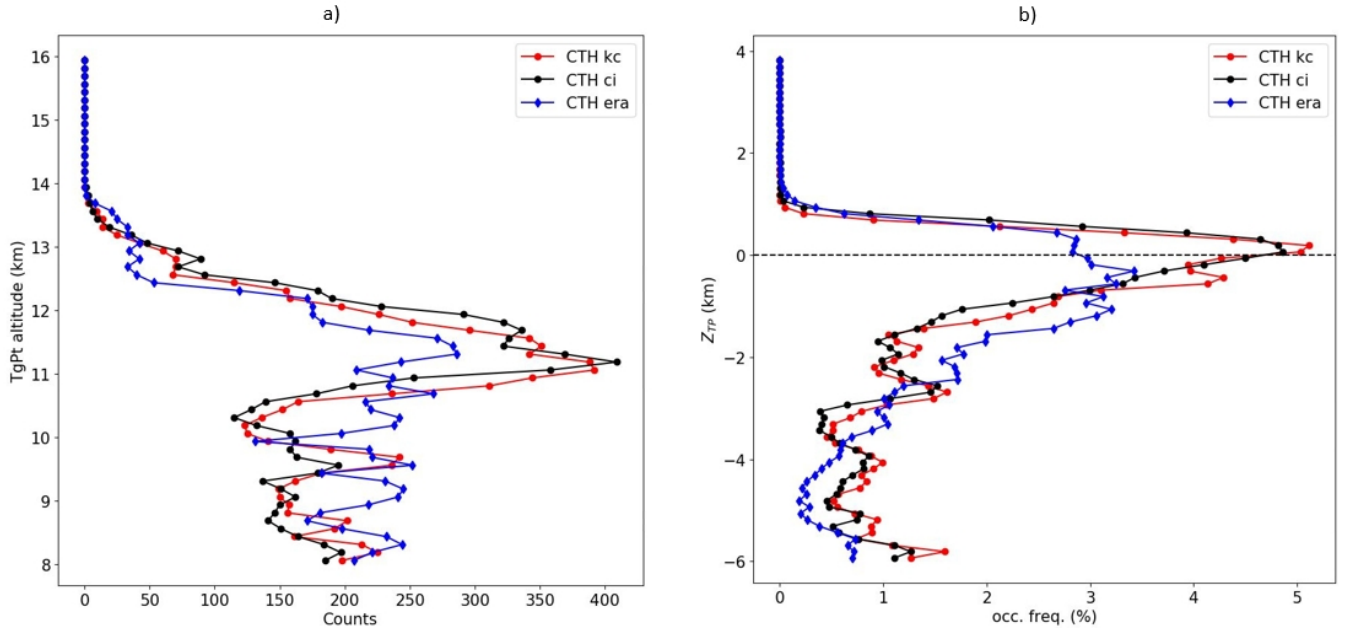 a)
16
15
14
13
12
11
10
9
8
TgPt altitude (km)
0 50 100 150 200 250 300 350 400
Counts
CTH kc
CTH ci
CTH era
b)
4
2
0
−2
−4
−6
Z_TP (km)
0 1 2 3 4 5
occ. freq. (%)
CTH kc
CTH ci
CTH era